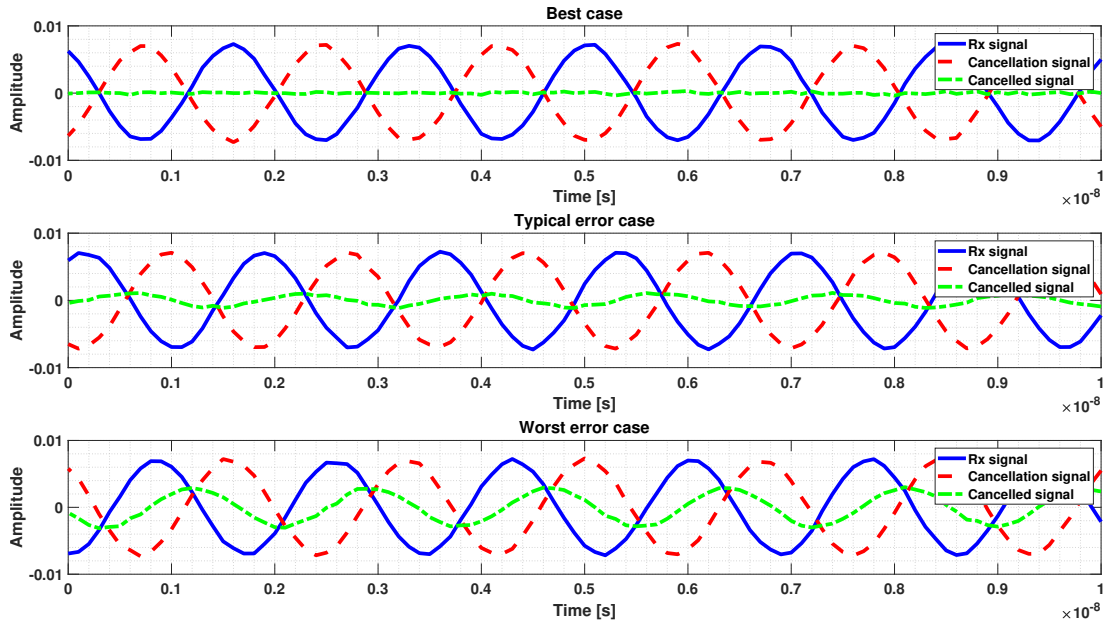 Best case
0.01
0
-0.01
Amplitude
Rx signal
Cancellation signal
Cancelled signal
0 0.1 0.2 0.3 0.4 0.5 0.6 0.7 0.8 0.9 1
Time [s]
×10⁻⁸
Typical error case
0.01
0
-0.01
Amplitude
Rx signal
Cancellation signal
Cancelled signal
0 0.1 0.2 0.3 0.4 0.5 0.6 0.7 0.8 0.9 1
Time [s]
×10⁻⁸
Worst error case
0.01
0
-0.01
Amplitude
Rx signal
Cancellation signal
Cancelled signal
0 0.1 0.2 0.3 0.4 0.5 0.6 0.7 0.8 0.9 1
Time [s]
×10⁻⁸